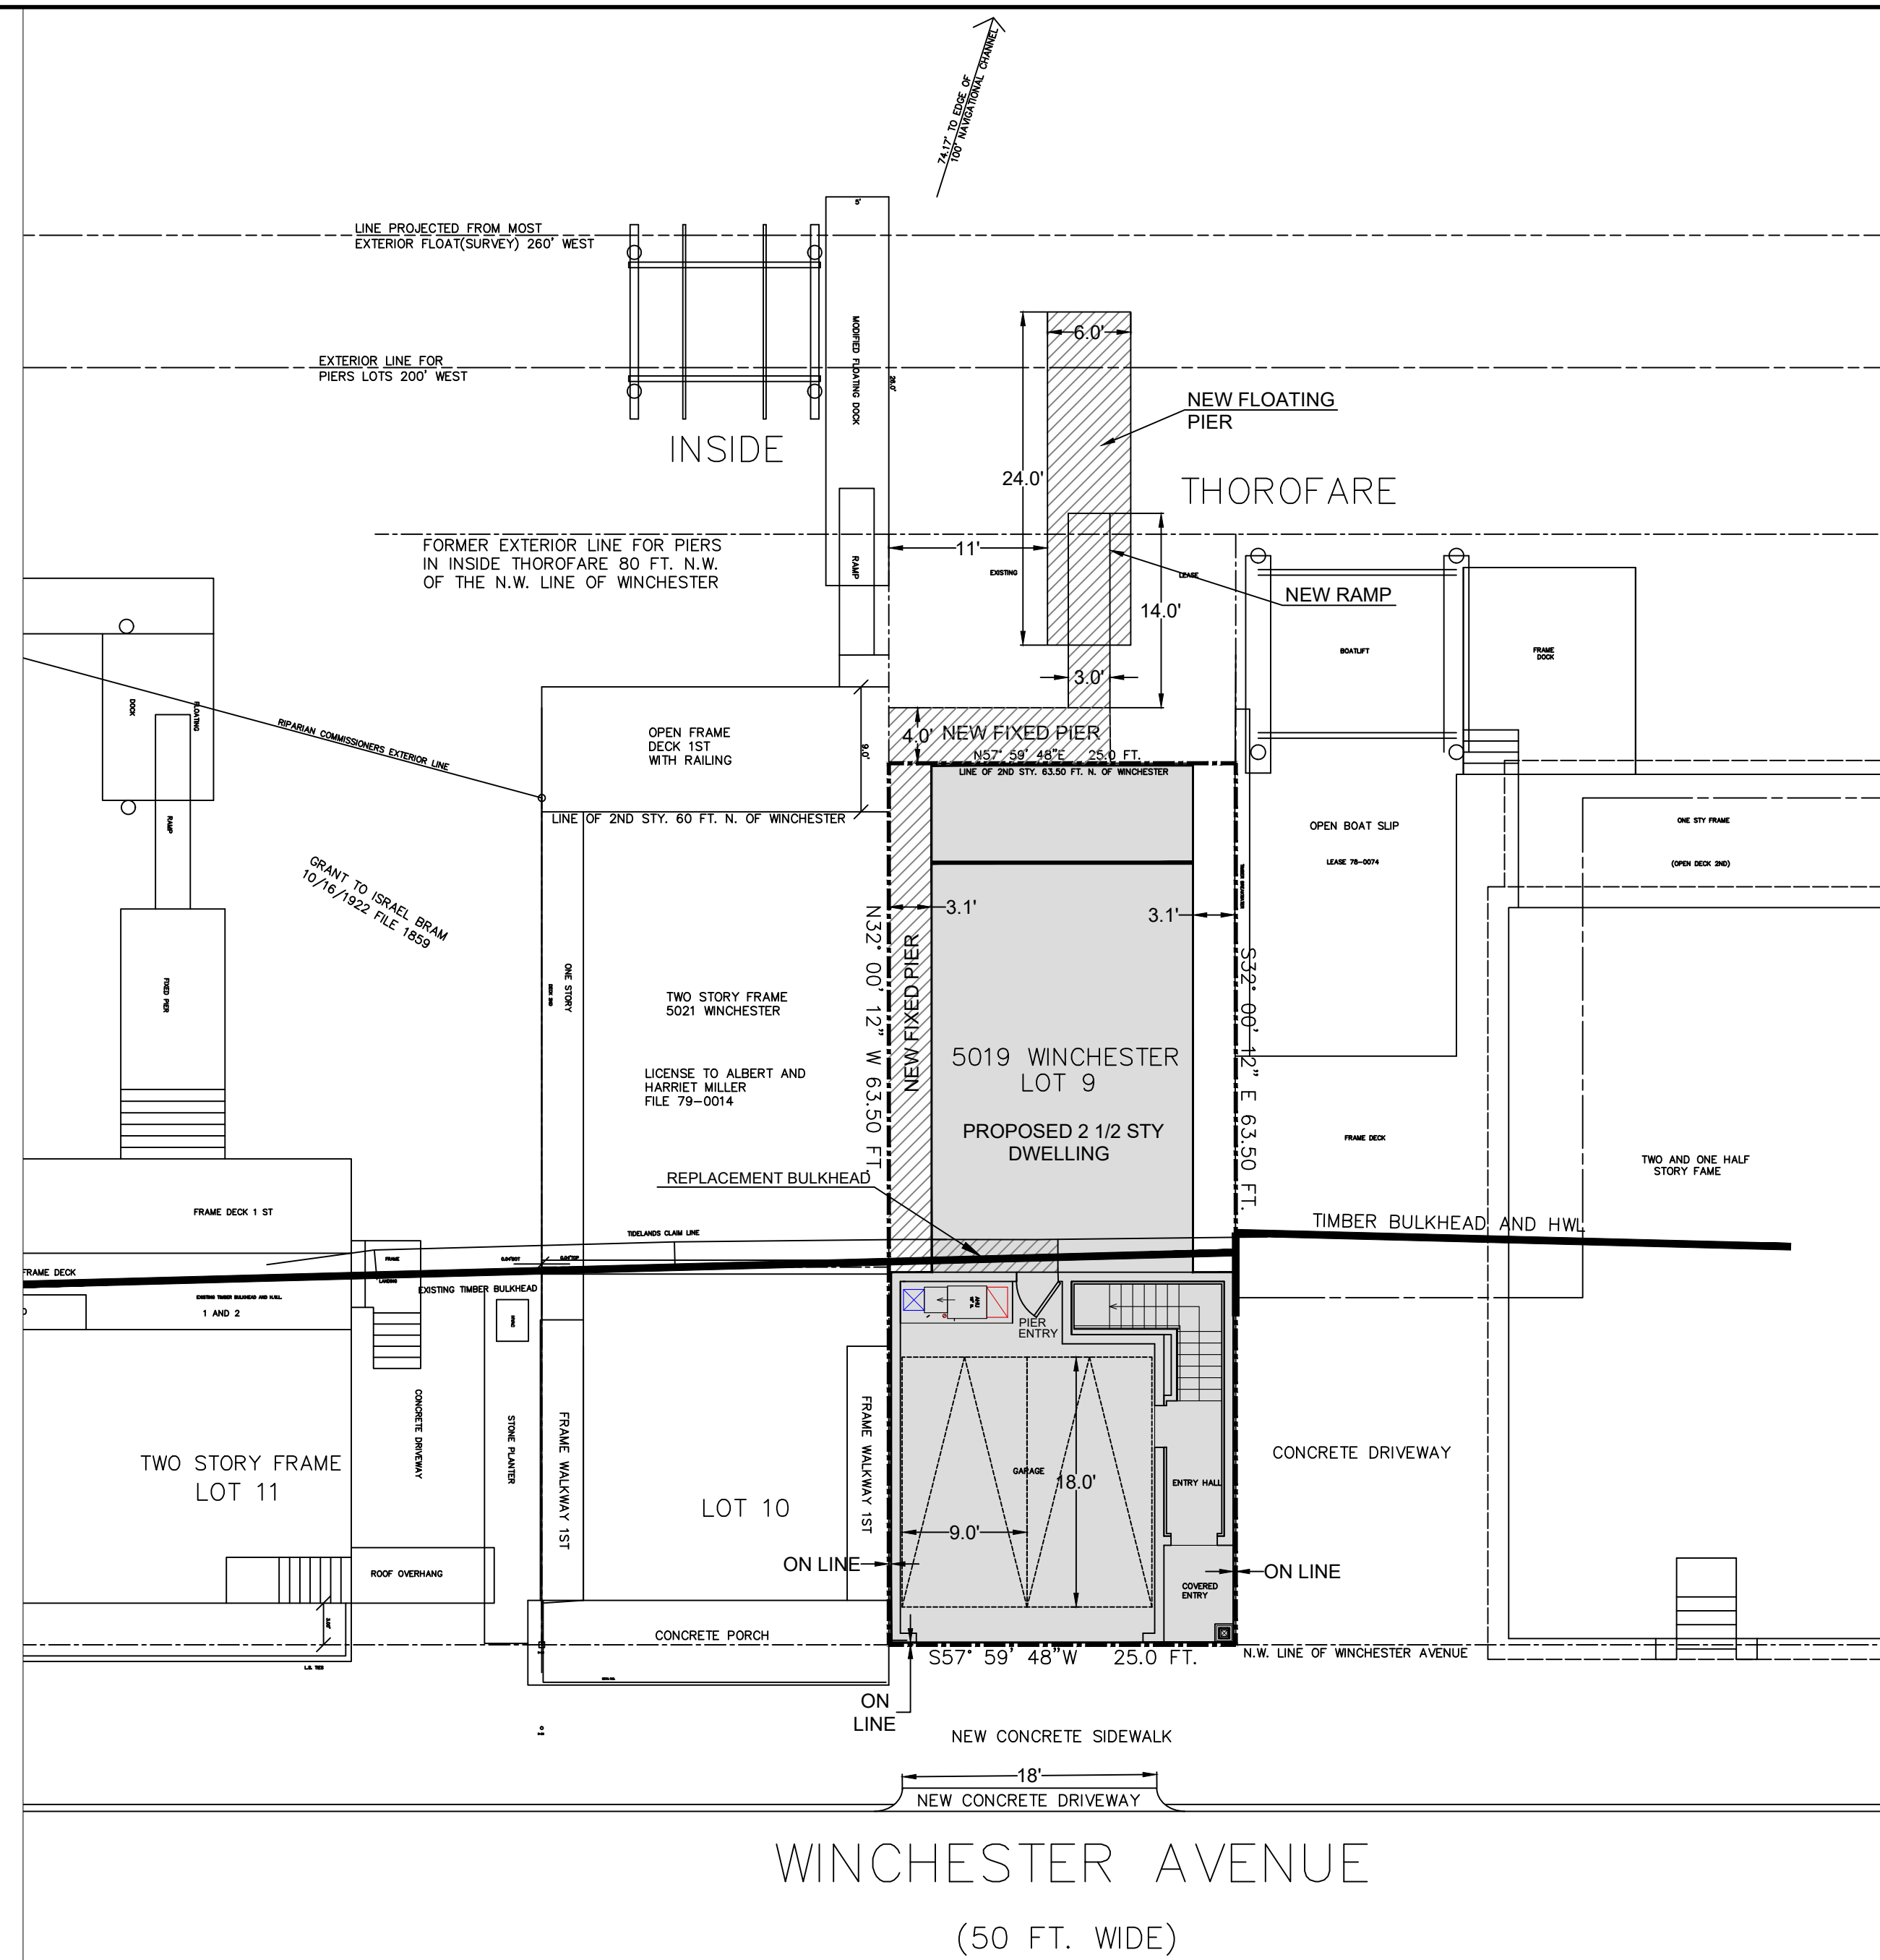 74.17' TO EDGE OF
100' NAVIGATIONAL CHANNEL
5'
LINE PROJECTED FROM MOST
EXTERIOR FLOAT(SURVEY) 260' WEST
MODIFIED FLOATING DOCK
6.0'
EXTERIOR LINE FOR
PIERS LOTS 200' WEST
NEW FLOATING
PIER
INSIDE
24.0'
THOROFARE
FORMER EXTERIOR LINE FOR PIERS
IN INSIDE THOROFARE 80 FT. N.W.
OF THE N.W. LINE OF WINCHESTER
RAMP
11'
EXISTING
LEASE
NEW RAMP
14.0'
BOATLIFT
FRAME
DOCK
3.0'
DOCK
FLOATING
RIPARIAN COMMISSIONERS EXTERIOR LINE
OPEN FRAME
DECK 1ST
WITH RAILING
9.0'
4.0'
NEW FIXED PIER
N57° 59' 48"E 25.0 FT.
LINE OF 2ND STY. 63.50 FT. N. OF WINCHESTER
RAMP
LINE OF 2ND STY. 60 FT. N. OF WINCHESTER
OPEN BOAT SLIP
LEASE 78-0074
ONE STY FRAME
(OPEN DECK 2ND)
GRANT TO ISRAEL BRAM
10/16/1922 FILE 1859
3.1'
3.1'
FIXED PIER
ONE STORY
DECK 2ND
TWO STORY FRAME
5021 WINCHESTER
LICENSE TO ALBERT AND
HARRIET MILLER
FILE 79-0014
N32° 00' 12" W 63.50 FT.
NEW FIXED PIER
5019 WINCHESTER
LOT 9
PROPOSED 2 1/2 STY
DWELLING
S32° 00' 12" E 63.50 FT.
FRAME DECK
TWO AND ONE HALF
STORY FAME
REPLACEMENT BULKHEAD
FRAME DECK 1 ST
TIDELANDS CLAIM LINE
TIMBER BULKHEAD AND HWL
FRAME
LANDING
FRAME DECK
EXISTING TIMBER BULKHEAD
EXISTING TIMBER BULKHEAD AND H.W.L.
1 AND 2
PIER
ENTRY
CONCRETE DRIVEWAY
STONE PLANTER
FRAME WALKWAY 1ST
FRAME WALKWAY 1ST
TWO STORY FRAME
LOT 11
LOT 10
GARAGE
18.0'
ENTRY HALL
CONCRETE DRIVEWAY
9.0'
ON LINE
ON LINE
ROOF OVERHANG
COVERED
ENTRY
CONCRETE PORCH
S57° 59' 48"W 25.0 FT.
N.W. LINE OF WINCHESTER AVENUE
ON
LINE
NEW CONCRETE SIDEWALK
18'
NEW CONCRETE DRIVEWAY
WINCHESTER AVENUE
(50 FT. WIDE)